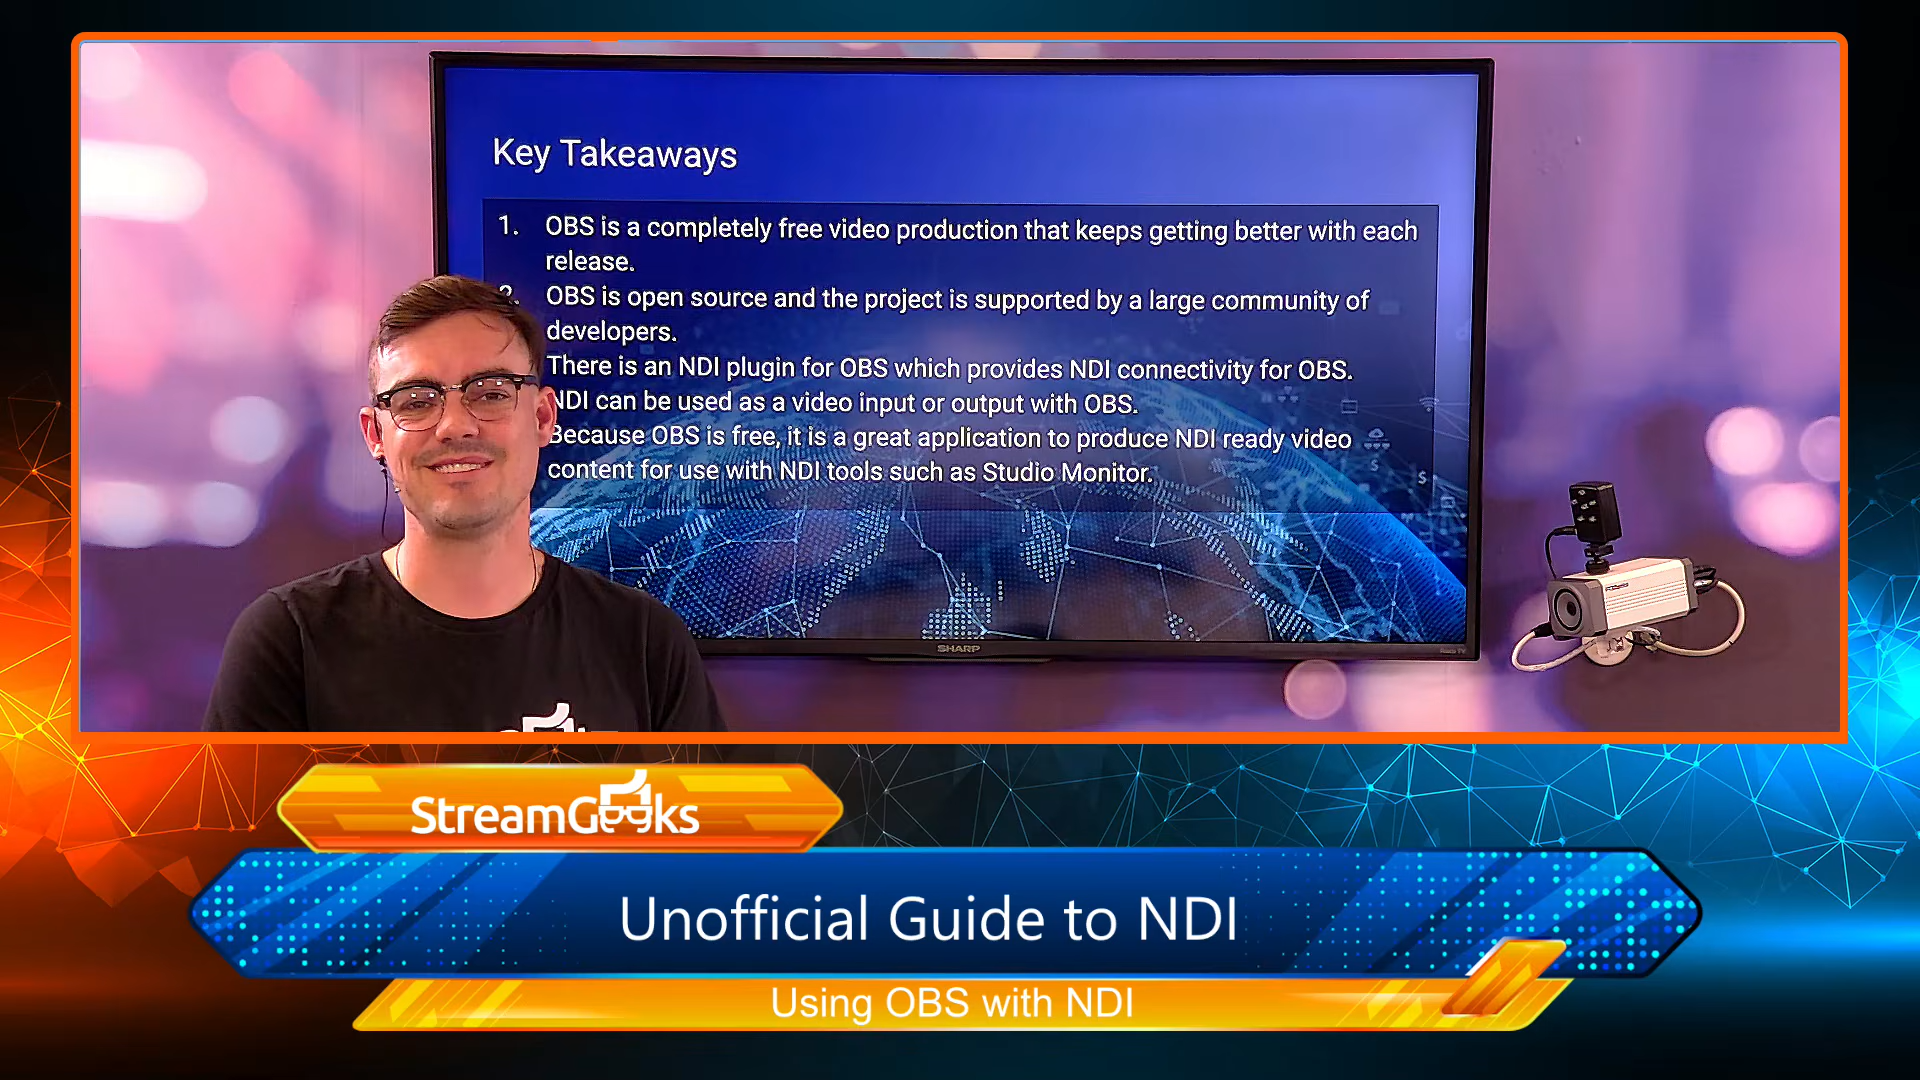 Key Takeaways
1. OBS is a completely free video production that keeps getting better with each
release.
2. OBS is open source and the project is supported by a large community of
developers.
There is an NDI plugin for OBS which provides NDI connectivity for OBS.
NDI can be used as a video input or output with OBS.
Because OBS is free, it is a great application to produce NDI ready video
content for use with NDI tools such as Studio Monitor.
SHARP
StreamGeeks
Unofficial Guide to NDI
Using OBS with NDI